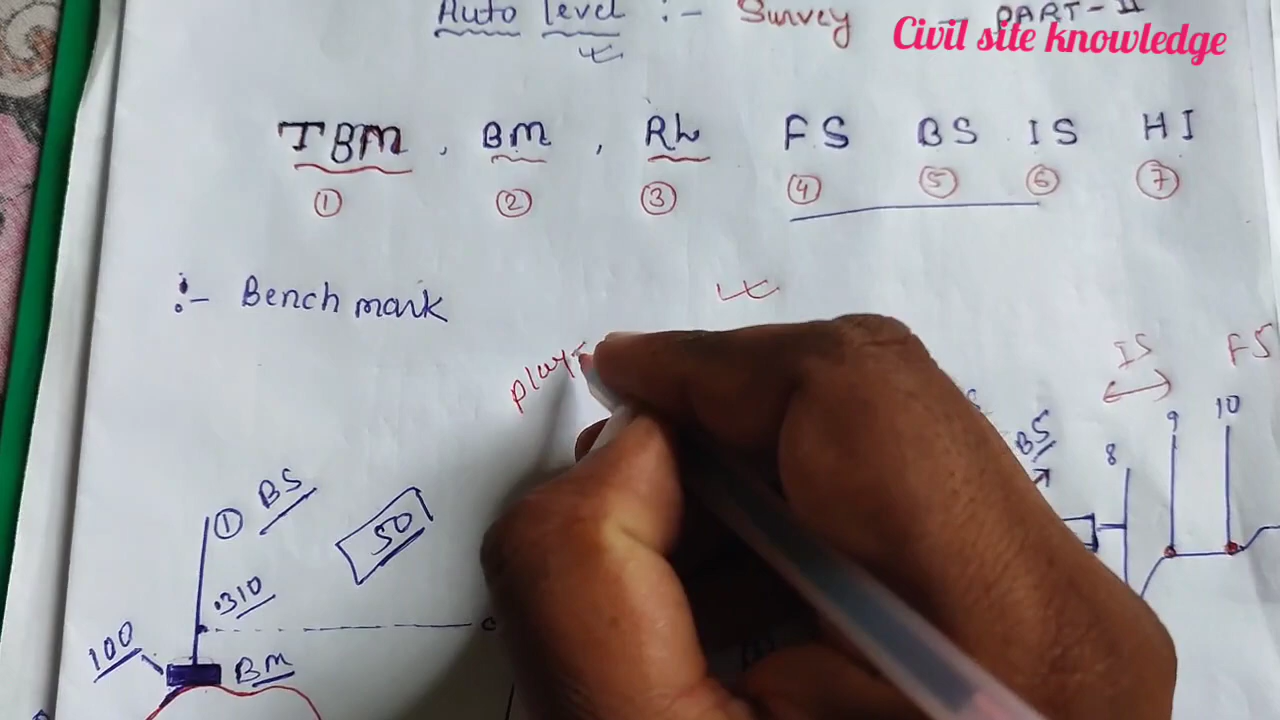 Auto level :- Survey PART-II
Civil site knowledge
TBM , BM , RL FS BS IS HI
① ② ③ ④ ⑤ ⑥ ⑦
:- Bench mark
IS FS
BS
8 9 10
① BS
50
.310
100
BM